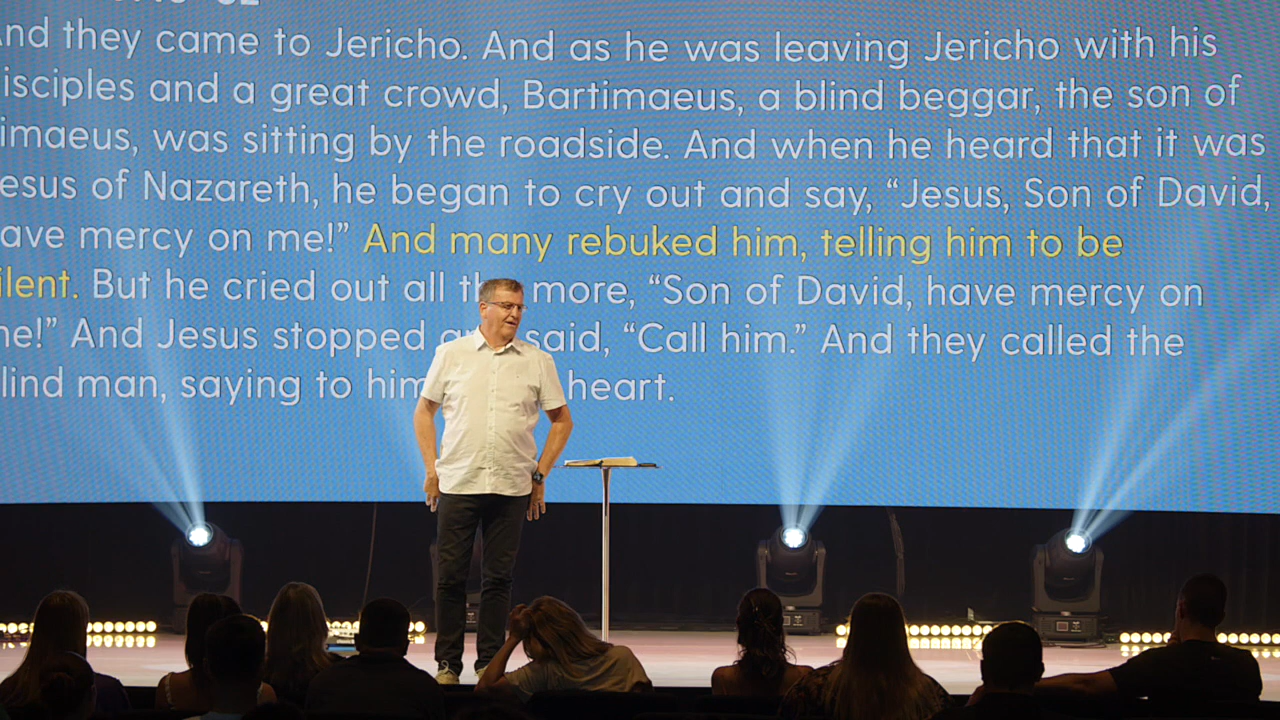 And they came to Jericho. And as he was leaving Jericho with his
isciples and a great crowd, Bartimaeus, a blind beggar, the son of
imaeus, was sitting by the roadside. And when he heard that it was
esus of Nazareth, he began to cry out and say, “Jesus, Son of David,
ave mercy on me!” And many rebuked him, telling him to be
ilent. But he cried out all th more, “Son of David, have mercy on
me!” And Jesus stopped and said, “Call him.” And they called the
lind man, saying to him heart.